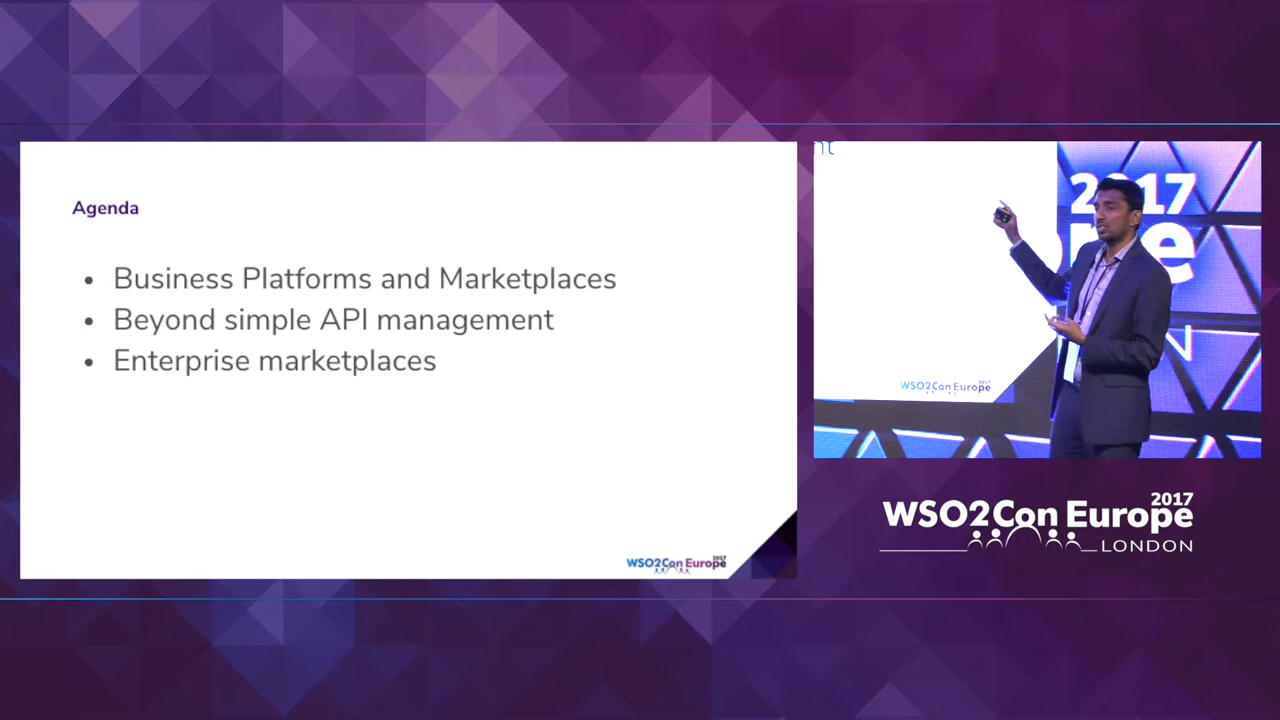 Agenda
• Business Platforms and Marketplaces
• Beyond simple API management
• Enterprise marketplaces
WSO2Con Europe 2017
nt
2017
WSO2Con Europe 2017
WSO2Con Europe 2017
LONDON